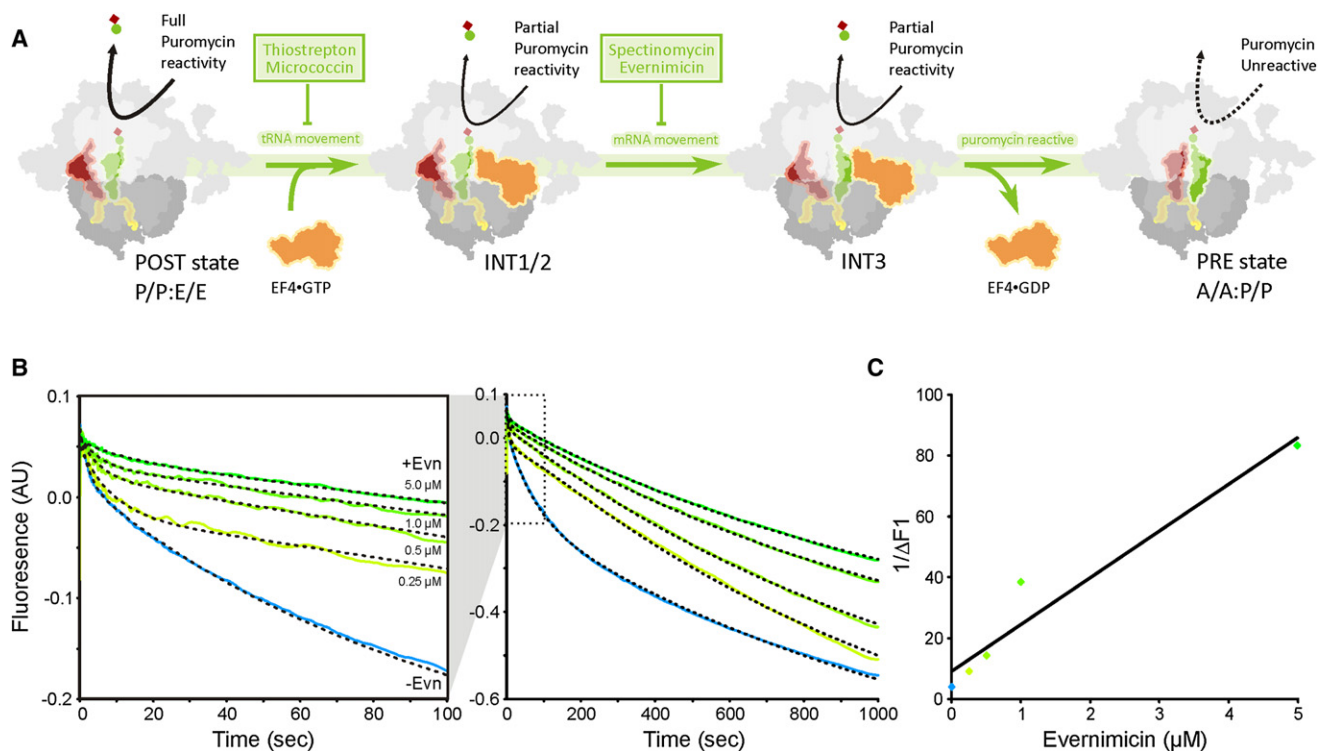 A
Full
Puromycin
reactivity
Thiostrepton
Micrococcin
Partial
Puromycin
reactivity
Spectinomycin
Evernimicin
Partial
Puromycin
reactivity
Puromycin
Unreactive
tRNA movement
mRNA movement
puromycin reactive
POST state
P/P:E/E
EF4•GTP
INT1/2
INT3
EF4•GDP
PRE state
A/A:P/P
B
Fluorescence (AU)
0.1
0.0
-0.1
-0.2
+Evn
5.0 µM
1.0 µM
0.5 µM
0.25 µM
-Evn
0 20 40 60 80 100
Time (sec)
0.1
0.0
-0.2
-0.4
-0.6
0 200 400 600 800 1000
Time (sec)
C
1/ΔF1
100
80
60
40
20
0
0 1 2 3 4 5
Evernimicin (µM)